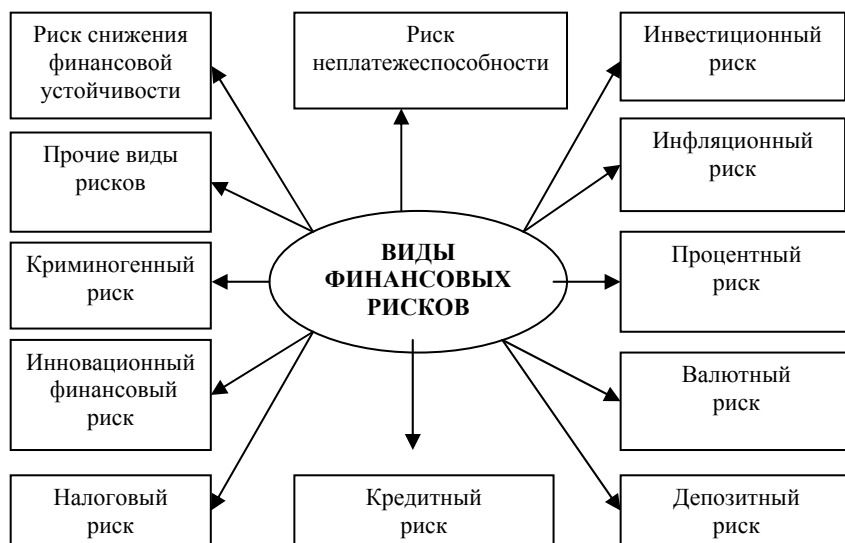 Риск снижения
финансовой
устойчивости
Риск
неплатежеспособности
Инвестиционный
риск
Прочие виды
рисков
Инфляционный
риск
ВИДЫ
ФИНАНСОВЫХ
РИСКОВ
Криминогенный
риск
Процентный
риск
Инновационный
финансовый
риск
Валютный
риск
Налоговый
риск
Кредитный
риск
Депозитный
риск